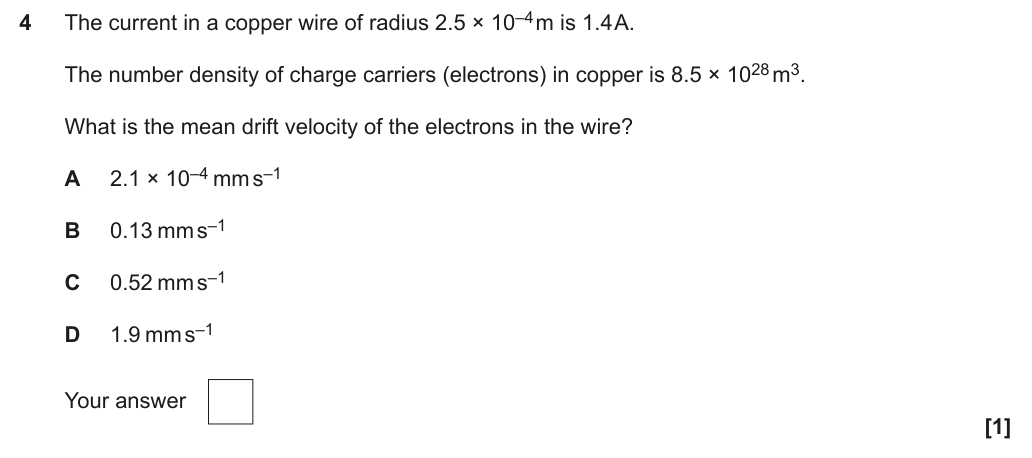 4 The current in a copper wire of radius 2.5 × 10⁻⁴ m is 1.4 A.
The number density of charge carriers (electrons) in copper is 8.5 × 10²⁸ m³.
What is the mean drift velocity of the electrons in the wire?
A 2.1 × 10⁻⁴ mm s⁻¹
B 0.13 mm s⁻¹
C 0.52 mm s⁻¹
D 1.9 mm s⁻¹
Your answer
[1]